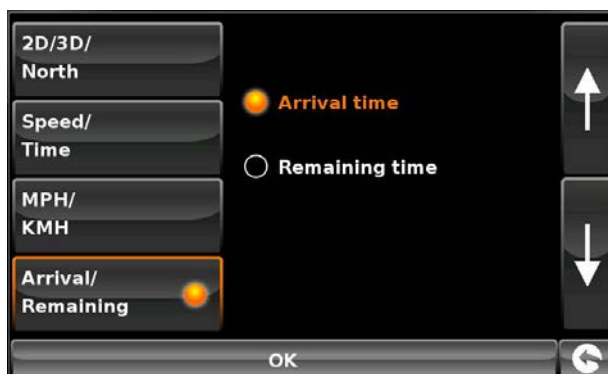 2D/3D/
North
Speed/
Time
MPH/
KMH
Arrival/
Remaining
Arrival time
Remaining time
OK